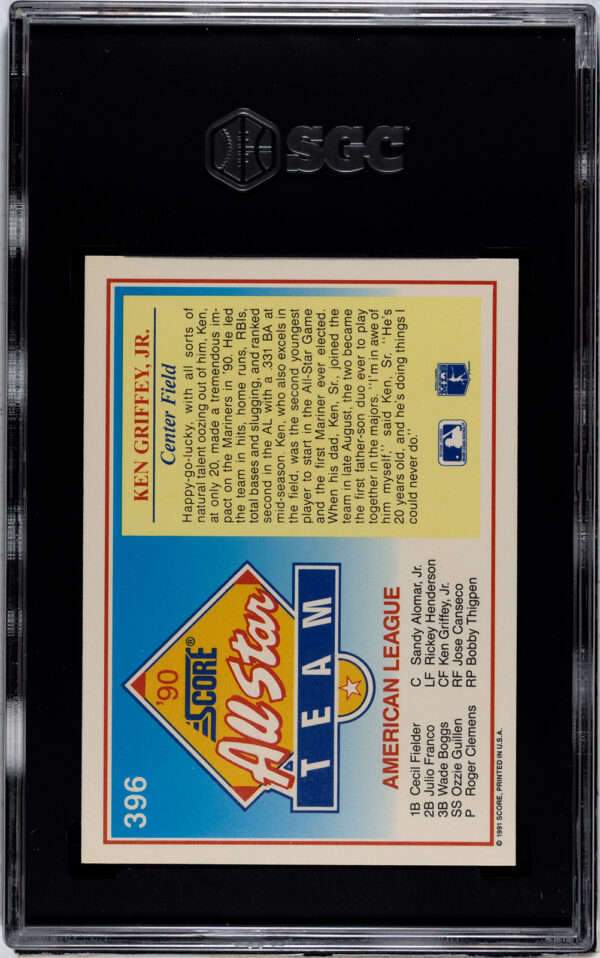 SGC
396
'90
SCORE®
All Star
TEAM
AMERICAN LEAGUE
1B Cecil Fielder
2B Julio Franco
3B Wade Boggs
SS Ozzie Guillen
P Roger Clemens
C Sandy Alomar, Jr.
LF Rickey Henderson
CF Ken Griffey, Jr.
RF Jose Canseco
RP Bobby Thigpen
KEN GRIFFEY, JR.
Center Field
Happy-go-lucky, with all sorts of
natural talent oozing out of him, Ken,
at only 20, made a tremendous im-
pact on the Mariners in '90. He led
the team in hits, home runs, RBIs,
total bases and slugging, and ranked
second in the AL with a .331 BA at
mid-season. Ken, who also excels in
the field, was the second youngest
player to start in the All-Star Game
and the first Mariner ever elected.
When his dad, Ken, Sr., joined the
team in late August, the two became
the first father-son duo ever to play
together in the majors. "I'm in awe of
him myself," said Ken, Sr. "He's
20 years old, and he's doing things I
could never do."
© 1991 SCORE, PRINTED IN U.S.A.